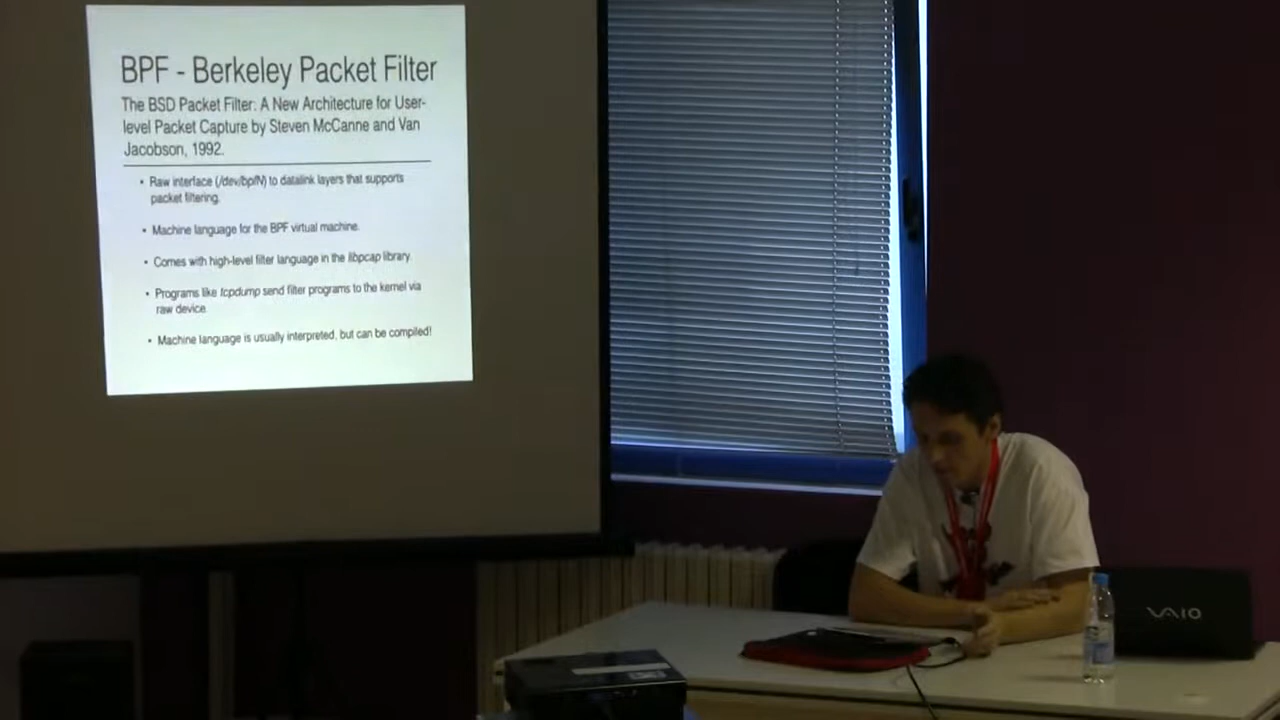 BPF - Berkeley Packet Filter
The BSD Packet Filter: A New Architecture for User-
level Packet Capture by Steven McCanne and Van
Jacobson, 1992.
• Raw interface (/dev/bpfN) to datalink layers that supports
packet filtering.
• Machine language for the BPF virtual machine.
• Comes with high-level filter language in the libpcap library.
• Programs like tcpdump send filter programs to the kernel via
raw device.
• Machine language is usually interpreted, but can be compiled!
VAIO